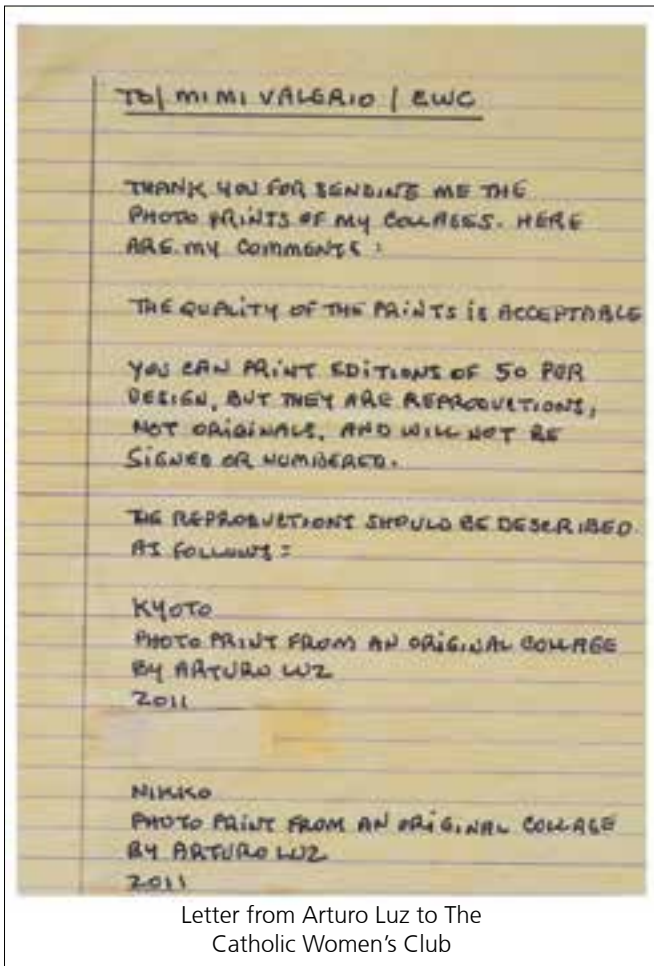 TO/ MIMI VALERIO / CWC
THANK YOU FOR SENDING ME THE
PHOTO PRINTS OF MY COLLAGES. HERE
ARE MY COMMENTS:
THE QUALITY OF THE PRINTS IS ACCEPTABLE
YOU CAN PRINT EDITIONS OF 50 PER
DESIGN, BUT THEY ARE REPRODUCTIONS,
NOT ORIGINALS, AND WILL NOT BE
SIGNED OR NUMBERED.
THE REPRODUCTIONS SHOULD BE DESCRIBED
AS FOLLOWS:
KYOTO
PHOTO PRINT FROM AN ORIGINAL COLLAGE
BY ARTURO LUZ
2011
NIKKO
PHOTO PRINT FROM AN ORIGINAL COLLAGE
BY ARTURO LUZ
2011
Letter from Arturo Luz to The
Catholic Women's Club